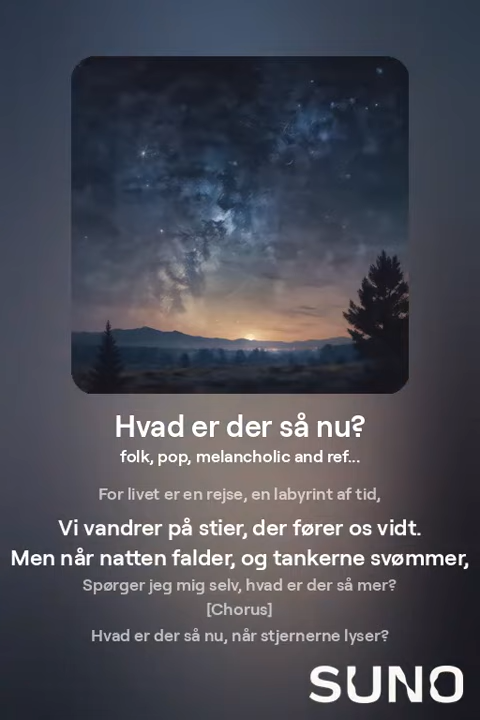 Hvad er der så nu?
folk, pop, melancholic and ref...
For livet er en rejse, en labyrint af tid,
Vi vandrer på stier, der fører os vidt.
Men når natten falder, og tankerne svømmer,
Spørger jeg mig selv, hvad er der så mer?
[Chorus]
Hvad er der så nu, når stjernerne lyser?
SUNO